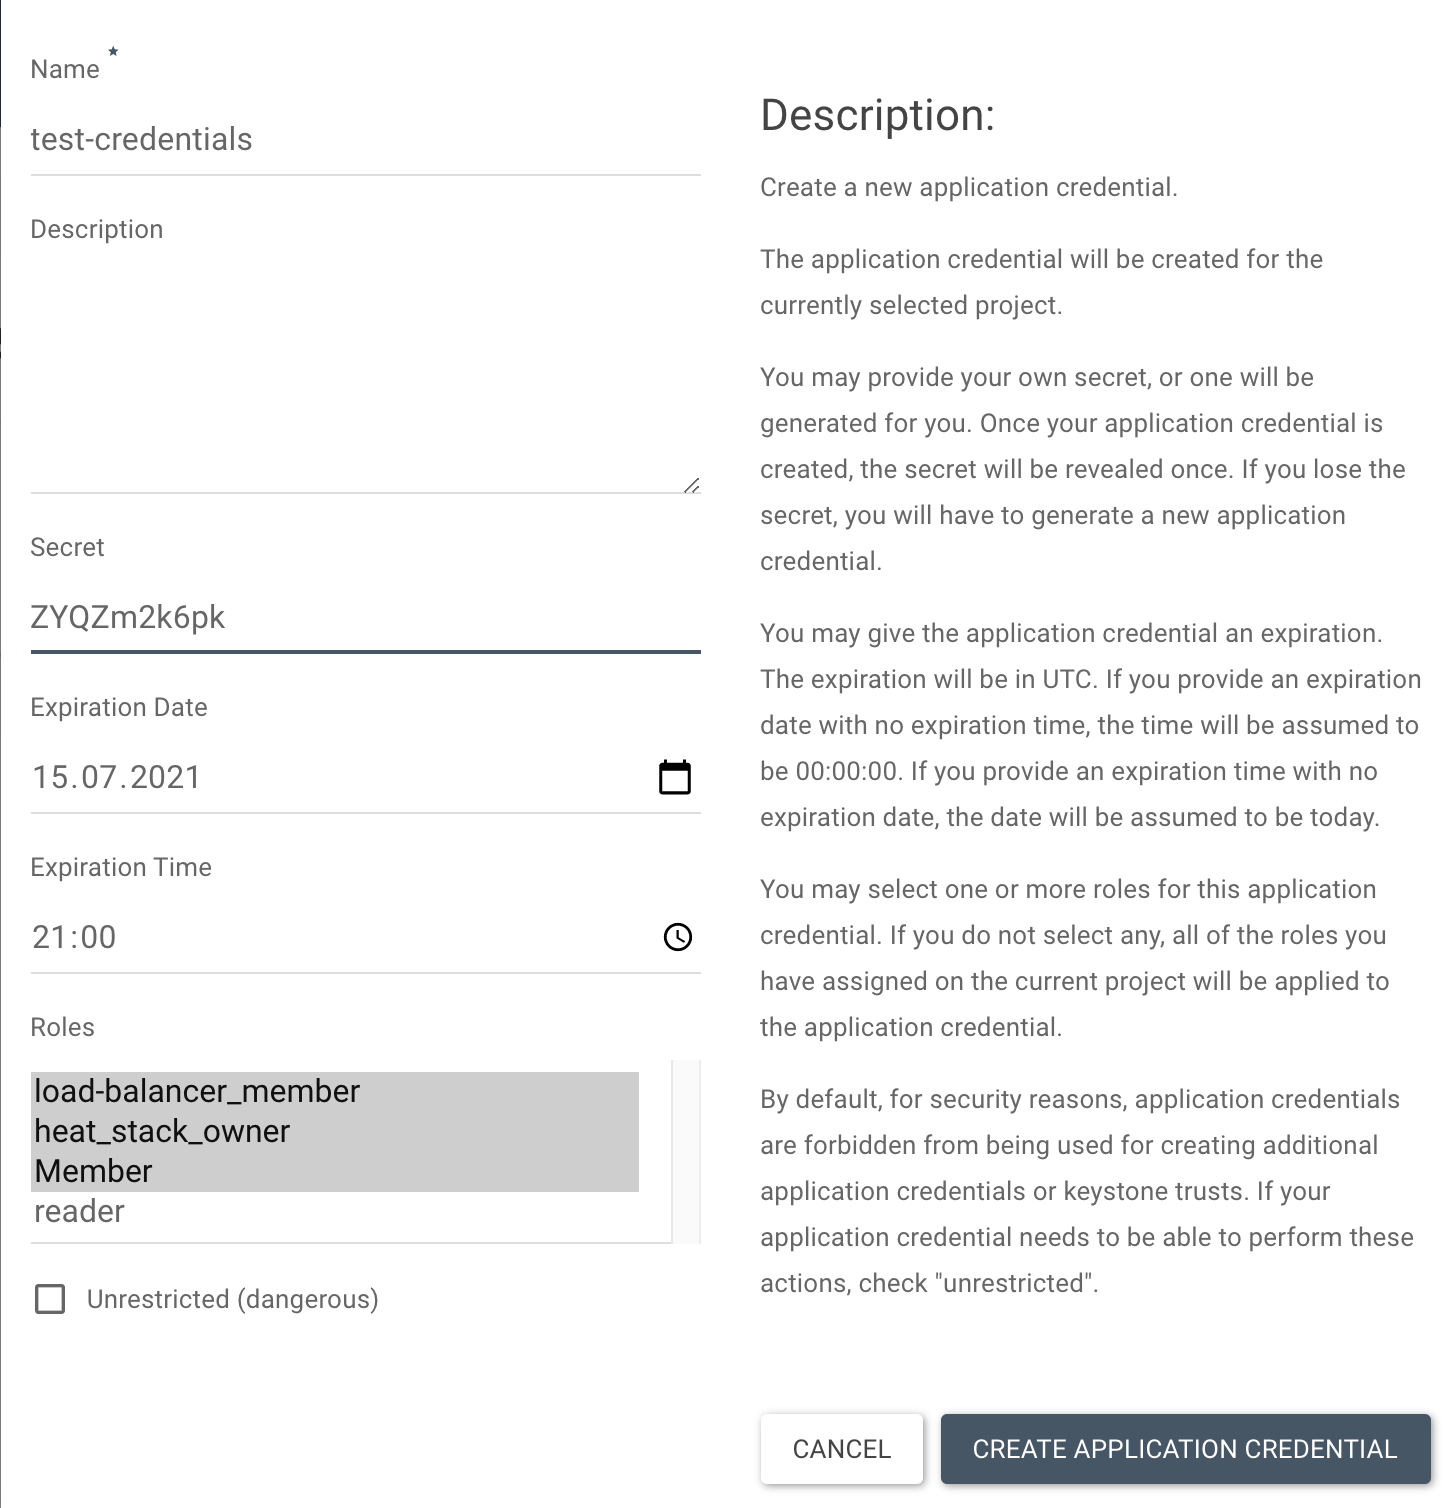 Name *
test-credentials
Description
Secret
ZYQZm2k6pk
Expiration Date
15.07.2021
Expiration Time
21:00
Roles
load-balancer_member
heat_stack_owner
Member
reader
Unrestricted (dangerous)
Description:
Create a new application credential.
The application credential will be created for the
currently selected project.
You may provide your own secret, or one will be
generated for you. Once your application credential is
created, the secret will be revealed once. If you lose the
secret, you will have to generate a new application
credential.
You may give the application credential an expiration.
The expiration will be in UTC. If you provide an expiration
date with no expiration time, the time will be assumed to
be 00:00:00. If you provide an expiration time with no
expiration date, the date will be assumed to be today.
You may select one or more roles for this application
credential. If you do not select any, all of the roles you
have assigned on the current project will be applied to
the application credential.
By default, for security reasons, application credentials
are forbidden from being used for creating additional
application credentials or keystone trusts. If your
application credential needs to be able to perform these
actions, check "unrestricted".
CANCEL
CREATE APPLICATION CREDENTIAL